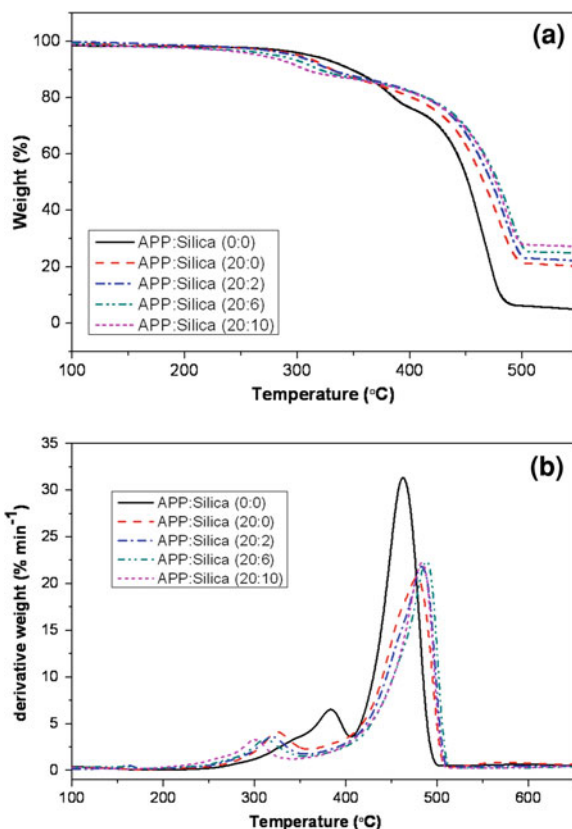 (a)
100
80
60
40
20
0
Weight (%)
APP:Silica (0:0)
APP:Silica (20:0)
APP:Silica (20:2)
APP:Silica (20:6)
APP:Silica (20:10)
100 200 300 400 500
Temperature (°C)
(b)
35
30
25
20
15
10
5
0
derivative weight (% min⁻¹)
APP:Silica (0:0)
APP:Silica (20:0)
APP:Silica (20:2)
APP:Silica (20:6)
APP:Silica (20:10)
100 200 300 400 500 600
Temperature (°C)